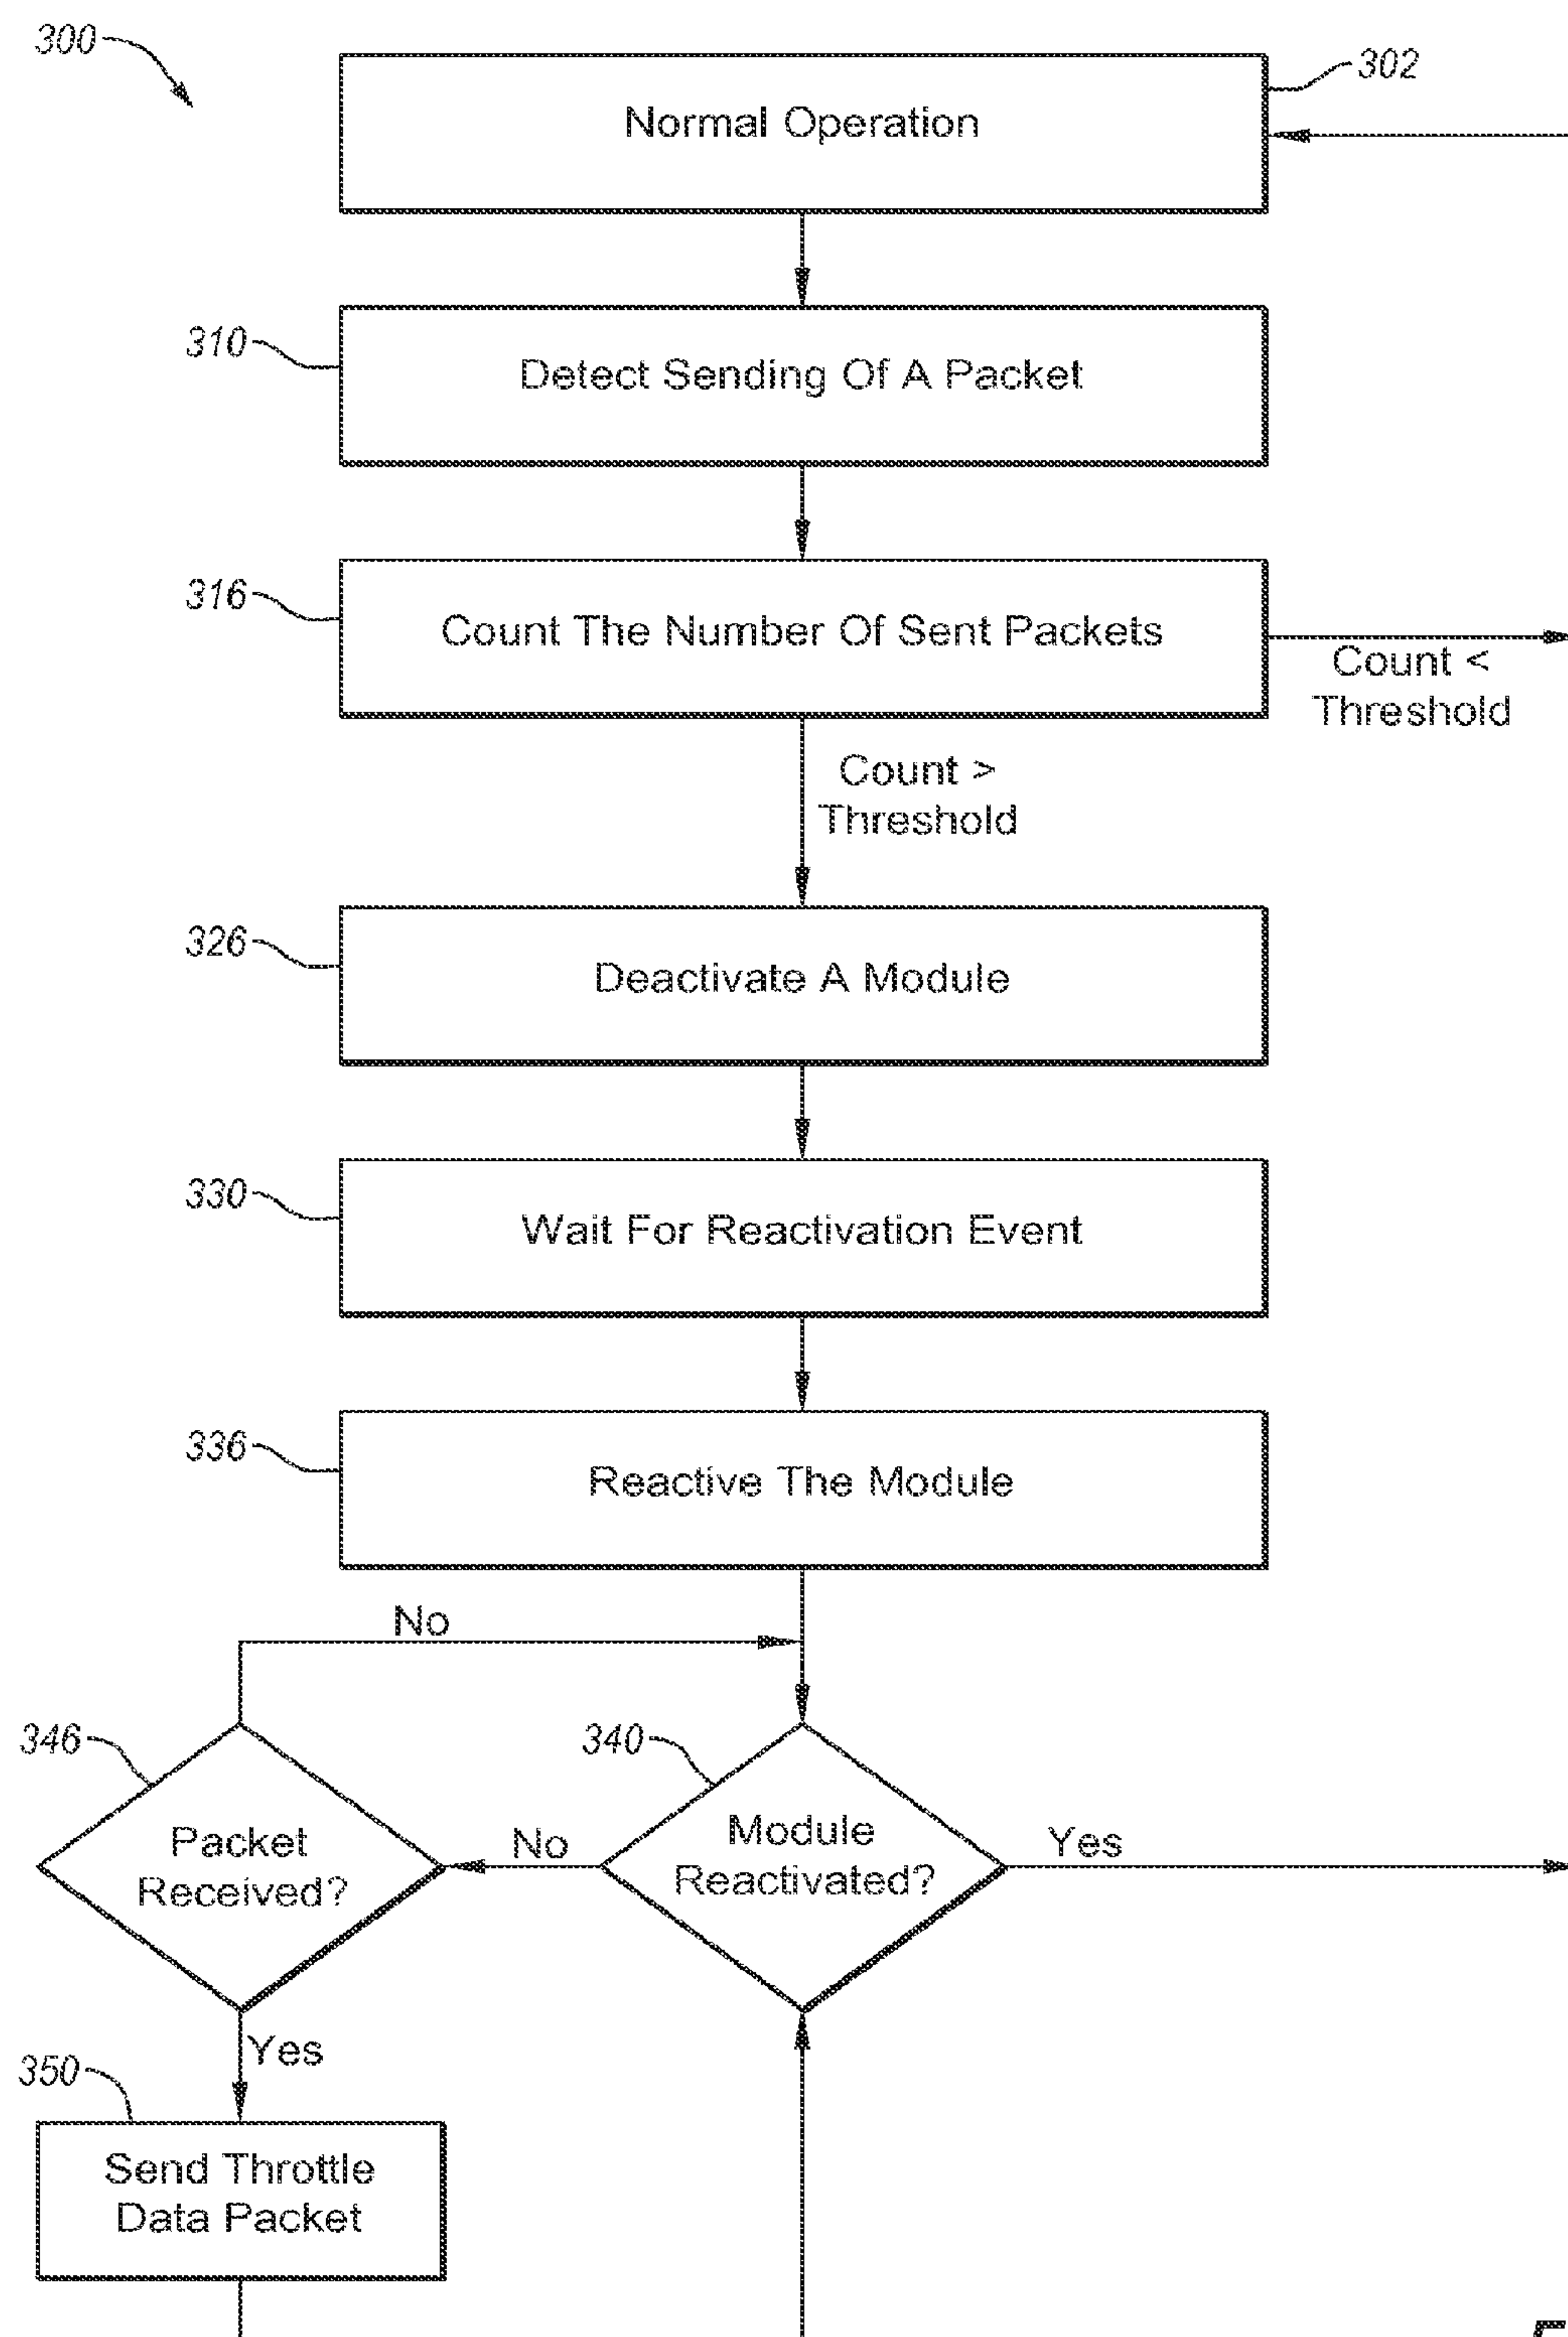 300
302
Normal Operation
310
Detect Sending Of A Packet
316
Count The Number Of Sent Packets
Count <
Threshold
Count >
Threshold
326
Deactivate A Module
330
Wait For Reactivation Event
336
Reactive The Module
No
346
340
Packet
Received?
No
Module
Reactivated?
Yes
Yes
350
Send Throttle
Data Packet